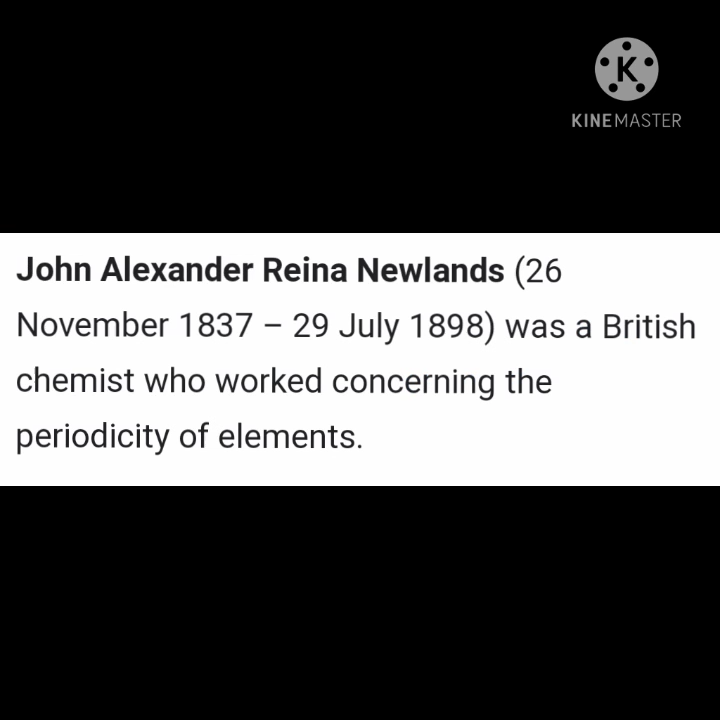 K
KINEMASTER
John Alexander Reina Newlands (26
November 1837 – 29 July 1898) was a British
chemist who worked concerning the
periodicity of elements.